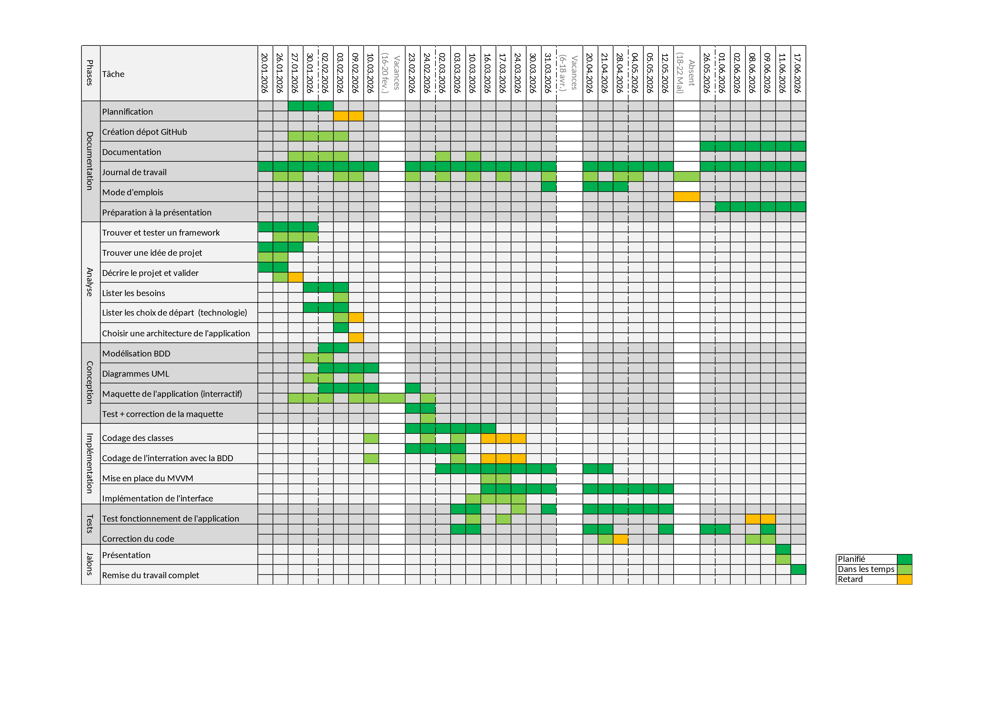 Phases
Tâche
20.01.2026
26.01.2026
27.01.2026
30.01.2026
02.02.2026
03.02.2026
09.02.2026
10.03.2026
Vacances
(16-20 fev.)
23.02.2026
24.02.2026
02.03.2026
03.03.2026
10.03.2026
16.03.2026
17.03.2026
24.03.2026
30.03.2026
31.03.2026
Vacances
(6-18 avr.)
20.04.2026
21.04.2026
28.04.2026
04.05.2026
05.05.2026
12.05.2026
Absent
(18-22 Mai)
26.05.2026
01.06.2026
02.06.2026
08.06.2026
09.06.2026
11.06.2026
17.06.2026
Documentation
Plannification
Création dépot GitHub
Documentation
Journal de travail
Mode d'emplois
Préparation à la présentation
Analyse
Trouver et tester un framework
Trouver une idée de projet
Décrire le projet et valider
Lister les besoins
Lister les choix de départ (technologie)
Choisir une architecture de l'application
Conception
Modélisation BDD
Diagrammes UML
Maquette de l'application (interractif)
Test + correction de la maquette
Implémentation
Codage des classes
Codage de l'interration avec la BDD
Mise en place du MVVM
Implémentation de l'interface
Tests
Test fonctionnement de l'application
Correction du code
Jalons
Présentation
Remise du travail complet
Planifié
Dans les temps
Retard